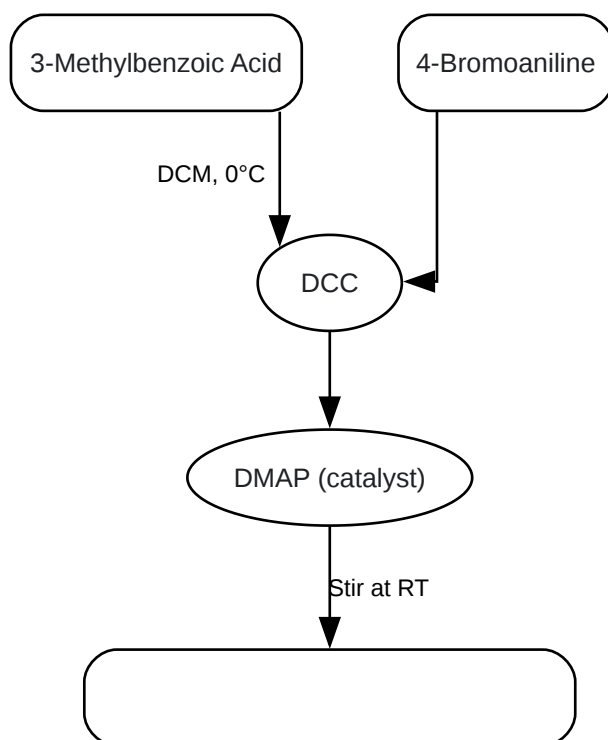 3-Methylbenzoic Acid
4-Bromoaniline
DCM, 0°C
DCC
DMAP (catalyst)
Stir at RT